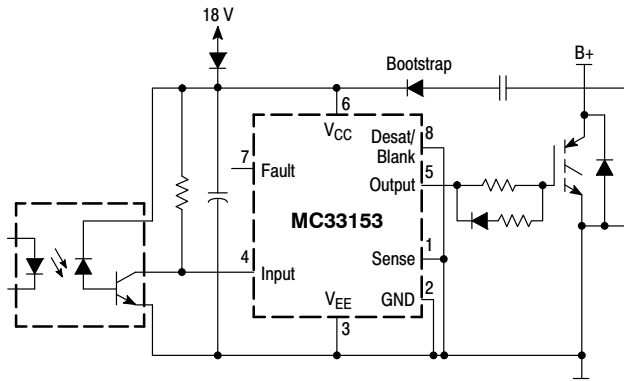 18 V
Bootstrap
B+
6
VCC
Desat/
Blank
8
7
Fault
5
Output
MC33153
4
Input
1
Sense
2
VEE
GND
3